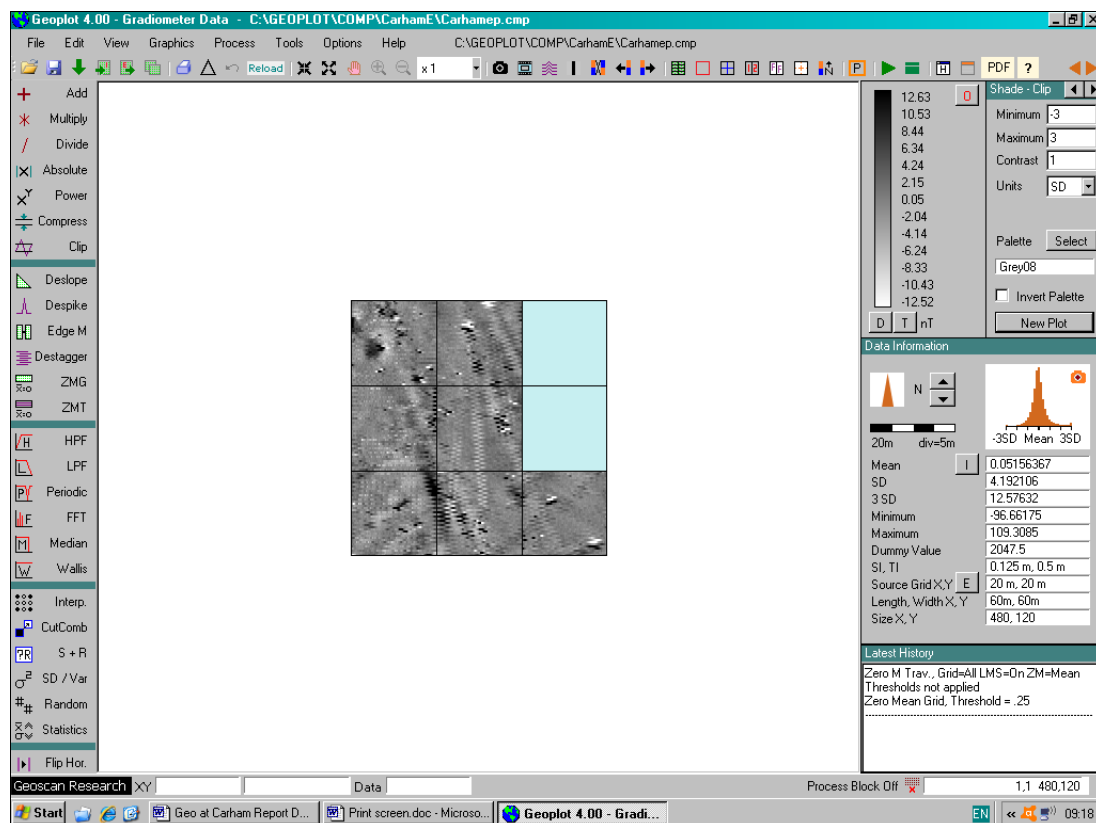 Geoplot 4.00 - Gradiometer Data - C:\GEOPLOT\COMP\CarhamE\Carhamep.cmp
File Edit View Graphics Process Tools Options Help C:\GEOPLOT\COMP\CarhamE\Carhamep.cmp
Reload x1 P H PDF ?
Add
Multiply
Divide
|X| Absolute
XY Power
Compress
Clip
Deslope
Despike
Edge M
Destagger
x̄=0 ZMG
x̄=0 ZMT
H HPF
L LPF
P Periodic
F FFT
M Median
W Wallis
Interp.
CutComb
?R S + R
σ2 SD / Var
Random
Statistics
Flip Hor.
12.63
10.53
8.44
6.34
4.24
2.15
0.05
-2.04
-4.14
-6.24
-8.33
-10.43
-12.52
D T nT
O
Shade - Clip
Minimum -3
Maximum 3
Contrast 1
Units SD
Palette Select
Grey08
Invert Palette
New Plot
Data Information
N
20m div=5m
-3SD Mean 3SD
Mean I 0.05156367
SD 4.192106
3 SD 12.57632
Minimum -96.66175
Maximum 109.3085
Dummy Value 2047.5
SI, TI 0.125 m, 0.5 m
Source Grid X,Y E 20 m, 20 m
Length, Width X, Y 60m, 60m
Size X, Y 480, 120
Latest History
Zero M Trav., Grid=All LMS=On ZM=Mean
Thresholds not applied
Zero Mean Grid, Threshold = .25
Geoscan Research XY Data Process Block Off 1,1 480,120
Start Geo at Carham Report D... Print screen.doc - Microso... Geoplot 4.00 - Gradi... EN « 09:18